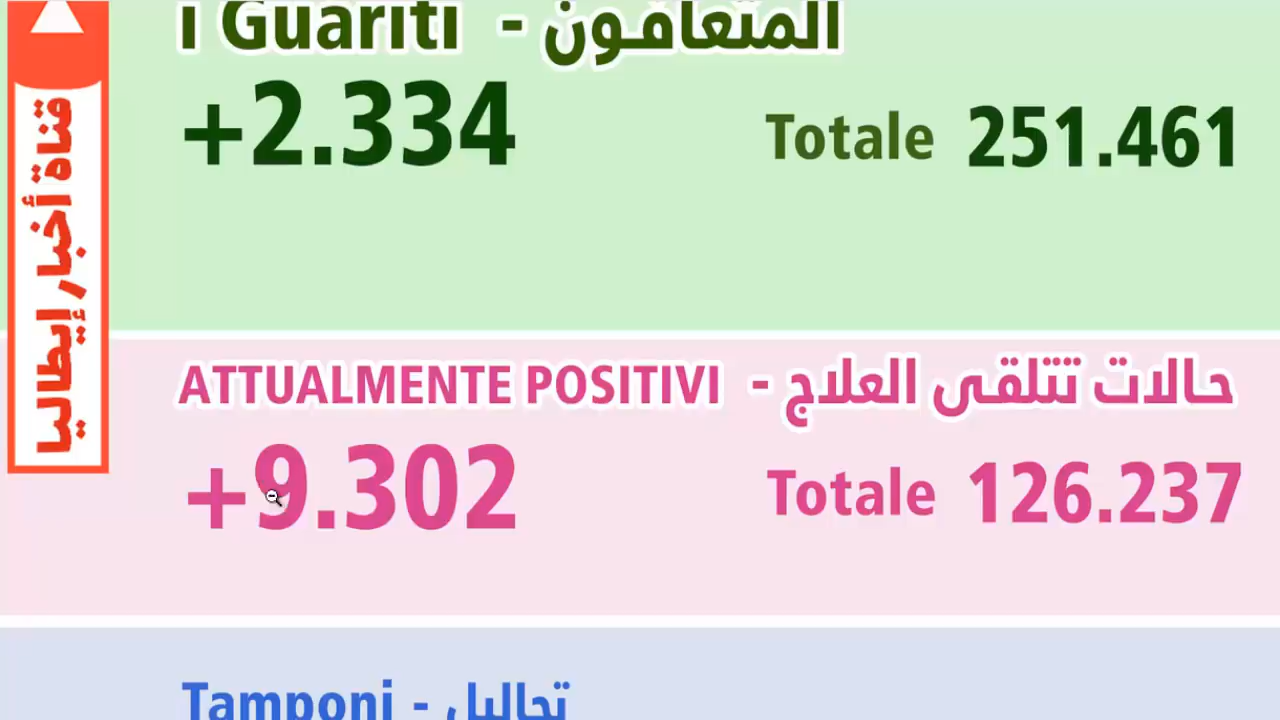 i Guariti - المتعافون
+2.334 Totale 251.461
ATTUALMENTE POSITIVI - حالات تتلقى العلاج
+9.302 Totale 126.237
Tamponi - تحاليل
قناة أخبار إيطاليا